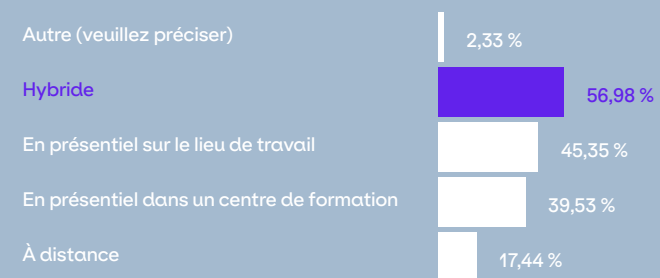 Autre (veuillez préciser) 2,33 %
Hybride 56,98 %
En présentiel sur le lieu de travail 45,35 %
En présentiel dans un centre de formation 39,53 %
À distance 17,44 %